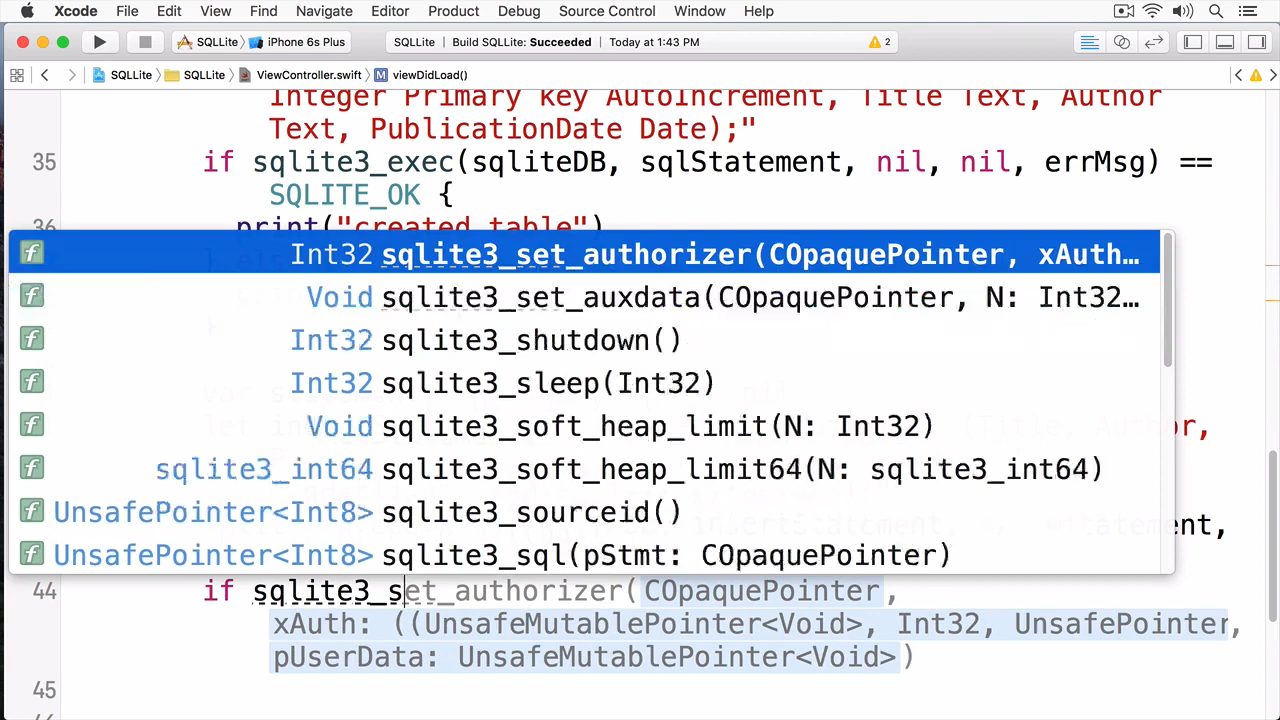 Xcode File Edit View Find Navigate Editor Product Debug Source Control Window Help
SQLLite iPhone 6s Plus SQLLite | Build SQLLite: Succeeded | Today at 1:43 PM 2
SQLLite SQLLite ViewController.swift M viewDidLoad()
Integer Primary key AutoIncrement, Title Text, Author
Text, PublicationDate Date);"
35 if sqlite3_exec(sqliteDB, sqlStatement, nil, nil, errMsg) ==
SQLITE_OK {
36 print("created table")
f Int32 sqlite3_set_authorizer(COpaquePointer, xAuth…
f Void sqlite3_set_auxdata(COpaquePointer, N: Int32…
f Int32 sqlite3_shutdown()
f Int32 sqlite3_sleep(Int32)
f Void sqlite3_soft_heap_limit(N: Int32)
f sqlite3_int64 sqlite3_soft_heap_limit64(N: sqlite3_int64)
f UnsafePointer<Int8> sqlite3_sourceid()
f UnsafePointer<Int8> sqlite3_sql(pStmt: COpaquePointer)
44 if sqlite3_set_authorizer(COpaquePointer,
xAuth: ((UnsafeMutablePointer<Void>, Int32, UnsafePointer,
pUserData: UnsafeMutablePointer<Void>)
45